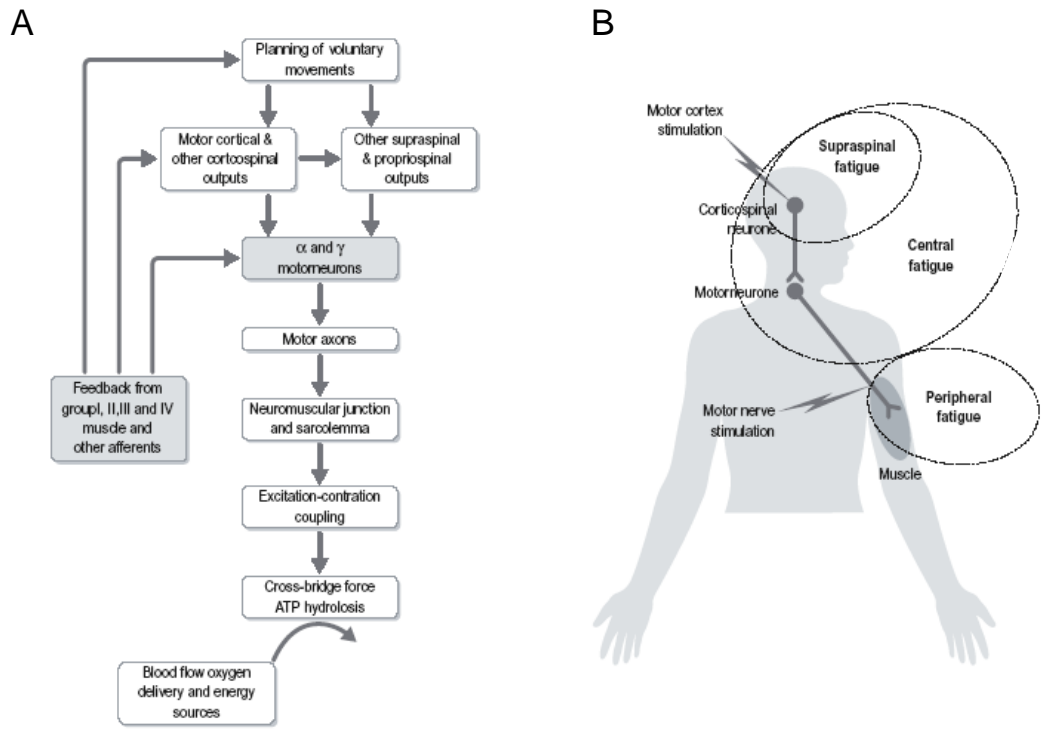 A
Planning of voluntary
movements
Motor cortical &
other cortcospinal
outputs
Other supraspinal
& propriospinal
outputs
α and γ
motorneurons
Motor axons
Feedback from
groupI, II,III and IV
muscle and
other afferents
Neuromuscular junction
and sarcolemma
Excitation-contration
coupling
Cross-bridge force
ATP hydrolosis
Blood flow oxygen
delivery and energy
sources
B
Motor cortex
stimulation
Supraspinal
fatigue
Corticospinal
neurone
Central
fatigue
Motorneurone
Peripheral
fatigue
Motor nerve
stimulation
Muscle